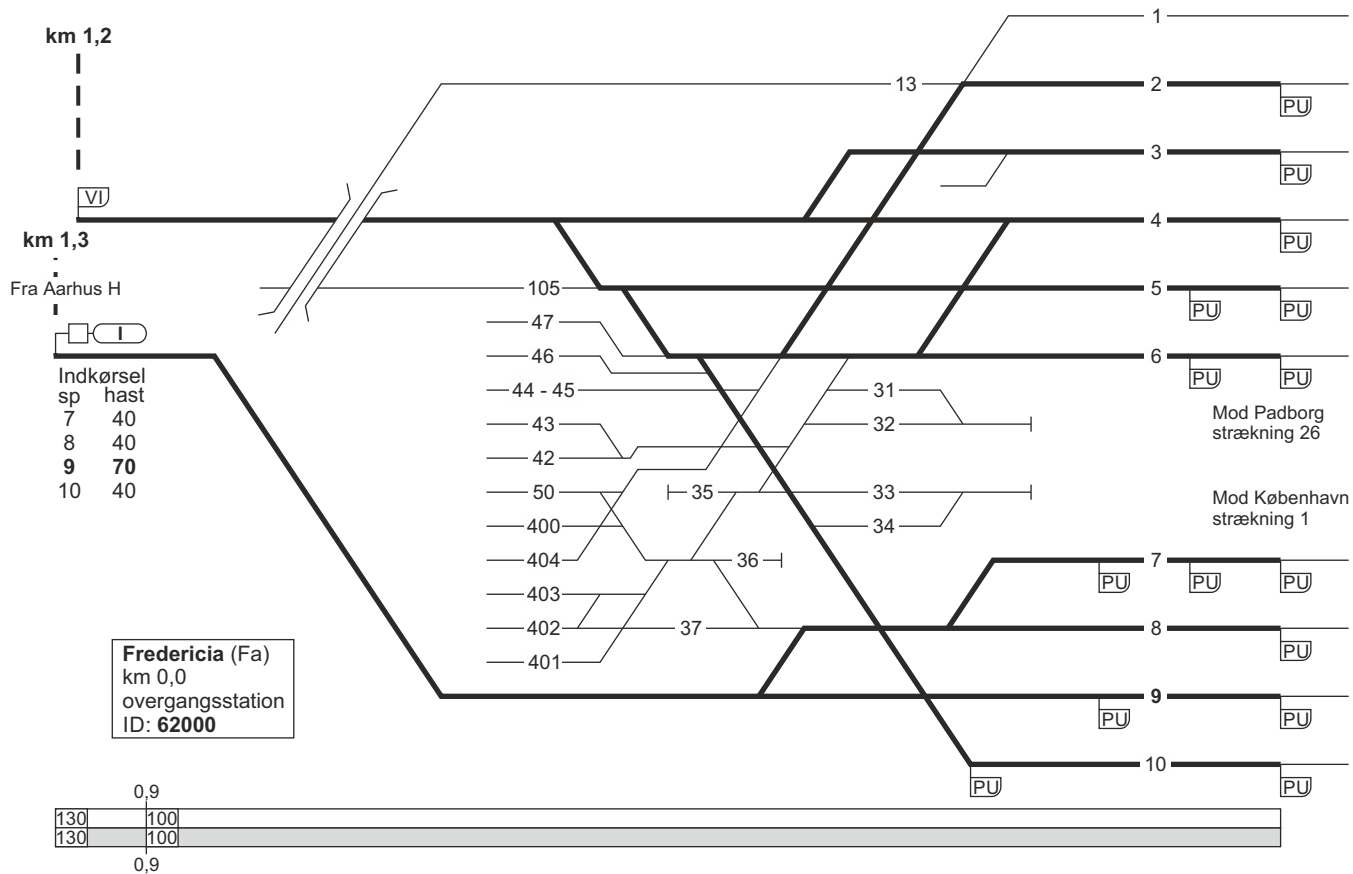 km 1,2
VI
km 1,3
Fra Aarhus H
I
Indkørsel
sp hast
7 40
8 40
9 70
10 40
1
13
2
PU
3
PU
4
PU
105
5
PU PU
47
46
6
PU PU
44 - 45
31
43
32
42
Mod Padborg
strækning 26
50
35
33
400
34
Mod København
strækning 1
404
36
7
PU PU PU
403
402
37
8
PU
401
9
PU PU
10
PU PU
Fredericia (Fa)
km 0,0
overgangsstation
ID: 62000
0,9
130 100
130 100
0,9